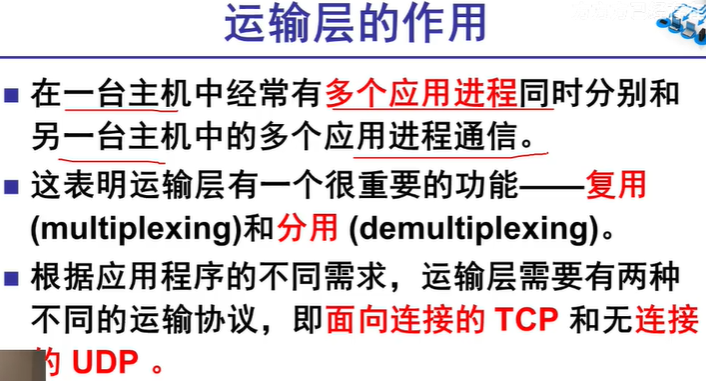 运输层的作用
在一台主机中经常有多个应用进程同时分别和
另一台主机中的多个应用进程通信。
这表明运输层有一个很重要的功能——复用
(multiplexing)和分用 (demultiplexing)。
根据应用程序的不同需求，运输层需要有两种
不同的运输协议，即面向连接的 TCP 和无连接
的 UDP 。